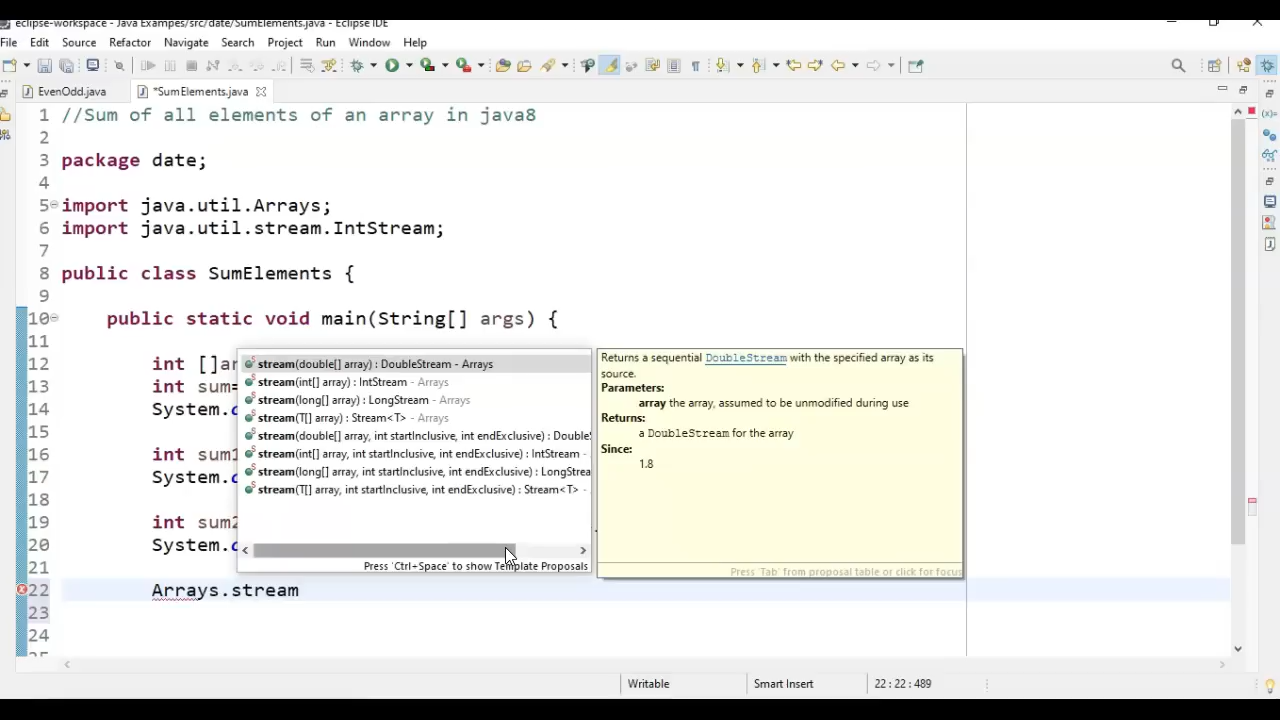 eclipse-workspace - Java Exampes/src/date/SumElements.java - Eclipse IDE
File Edit Source Refactor Navigate Search Project Run Window Help
EvenOdd.java *SumElements.java
1 //Sum of all elements of an array in java8
2
3 package date;
4
5 import java.util.Arrays;
6 import java.util.stream.IntStream;
7
8 public class SumElements {
9
10 public static void main(String[] args) {
11
12 int []ar
13 int sum=
14 System.
15
16 int sum1
17 System.
18
19 int sum2
20 System.
21
22 Arrays.stream
23
24
25
stream(double[] array) : DoubleStream - Arrays
stream(int[] array) : IntStream - Arrays
stream(long[] array) : LongStream - Arrays
stream(T[] array) : Stream<T> - Arrays
stream(double[] array, int startInclusive, int endExclusive) : DoubleS
stream(int[] array, int startInclusive, int endExclusive) : IntStream -
stream(long[] array, int startInclusive, int endExclusive) : LongStrea
stream(T[] array, int startInclusive, int endExclusive) : Stream<T> -
Press 'Ctrl+Space' to show Template Proposals
Returns a sequential DoubleStream with the specified array as its
source.
Parameters:
array the array, assumed to be unmodified during use
Returns:
a DoubleStream for the array
Since:
1.8
Press 'Tab' from proposal table or click for focus
Writable Smart Insert 22 : 22 : 489